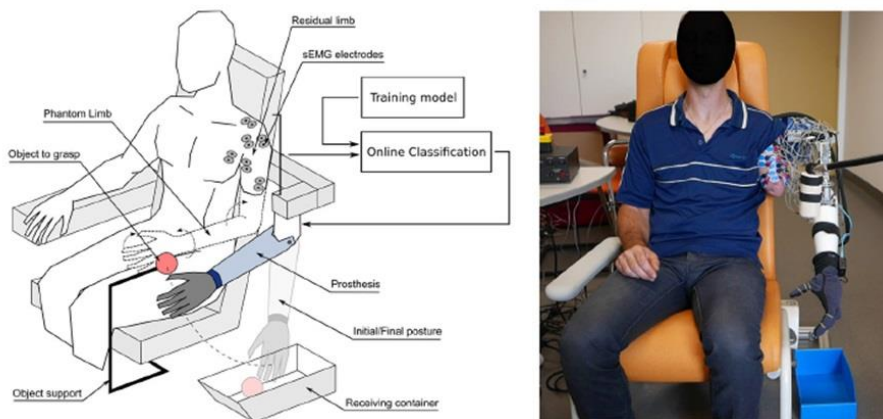 Residual limb
sEMG electrodes
Training model
Phantom Limb
Object to grasp
Online Classification
Prosthesis
Initial/Final posture
Object support
Receiving container